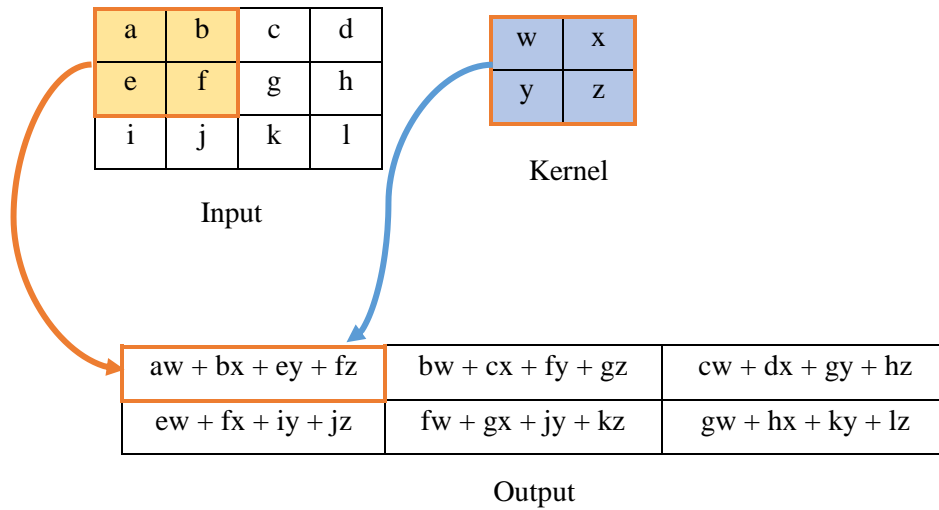 a b c d
w x
e f g h
y z
i j k l
Kernel
Input
aw + bx + ey + fz bw + cx + fy + gz cw + dx + gy + hz
ew + fx + iy + jz fw + gx + jy + kz gw + hx + ky + lz
Output